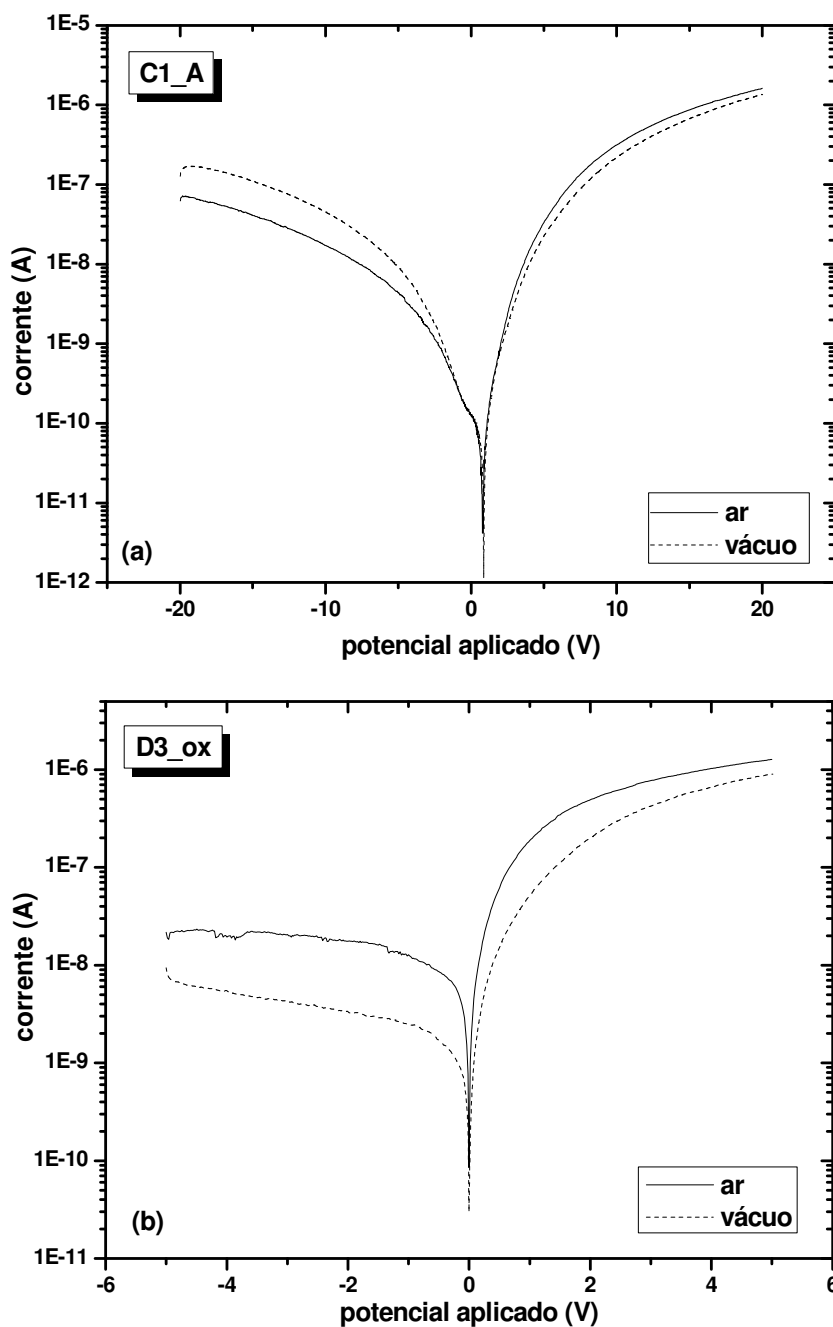 C1_A
1E-5
1E-6
1E-7
1E-8
1E-9
1E-10
1E-11
1E-12
corrente (A)
ar
vácuo
(a)
-20 -10 0 10 20
potencial aplicado (V)
D3_ox
1E-6
1E-7
1E-8
1E-9
1E-10
1E-11
corrente (A)
ar
vácuo
(b)
-6 -4 -2 0 2 4 6
potencial aplicado (V)